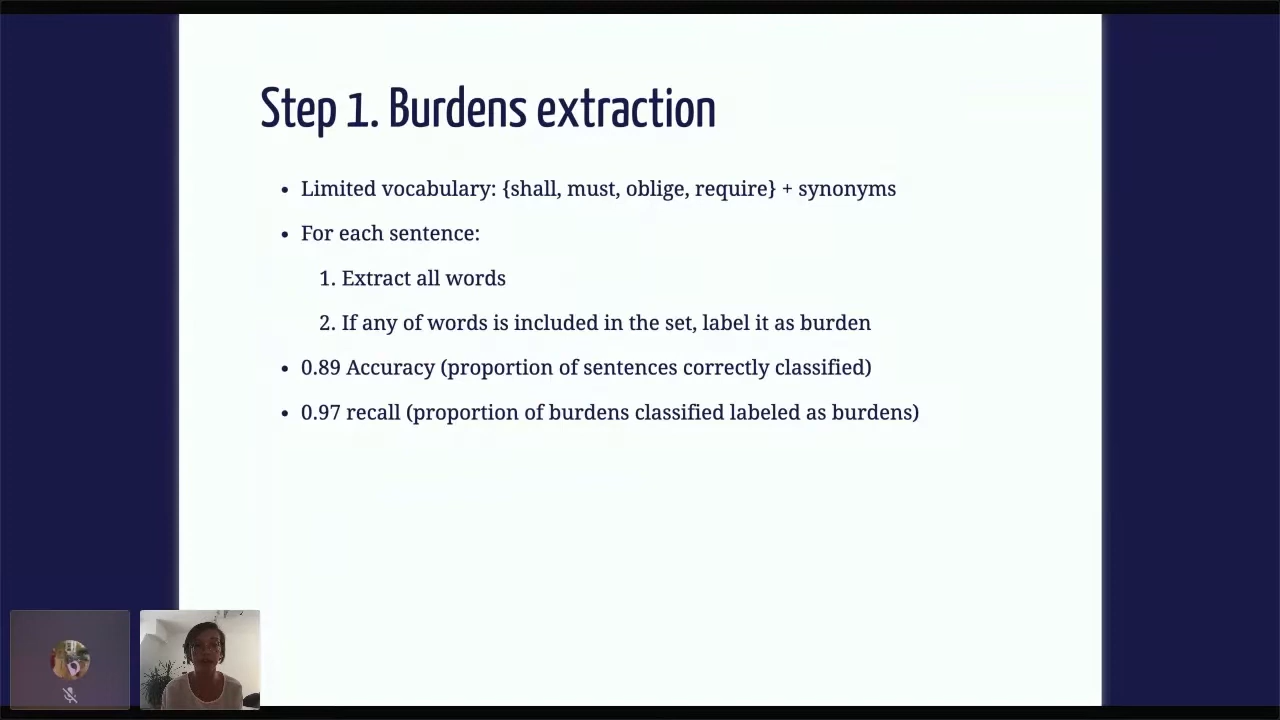 Step 1. Burdens extraction
• Limited vocabulary: {shall, must, oblige, require} + synonyms
• For each sentence:
1. Extract all words
2. If any of words is included in the set, label it as burden
• 0.89 Accuracy (proportion of sentences correctly classified)
• 0.97 recall (proportion of burdens classified labeled as burdens)